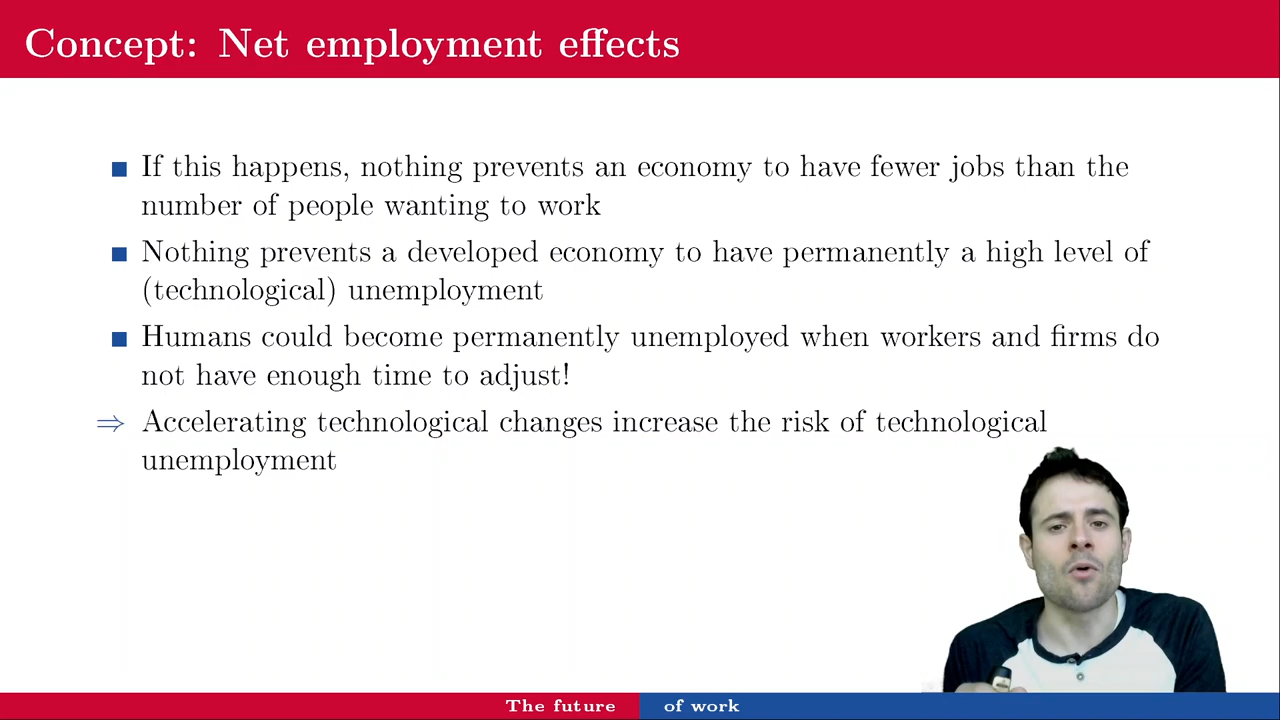 Concept: Net employment effects
If this happens, nothing prevents an economy to have fewer jobs than the
number of people wanting to work
Nothing prevents a developed economy to have permanently a high level of
(technological) unemployment
Humans could become permanently unemployed when workers and firms do
not have enough time to adjust!
⇒ Accelerating technological changes increase the risk of technological
unemployment
The future of work